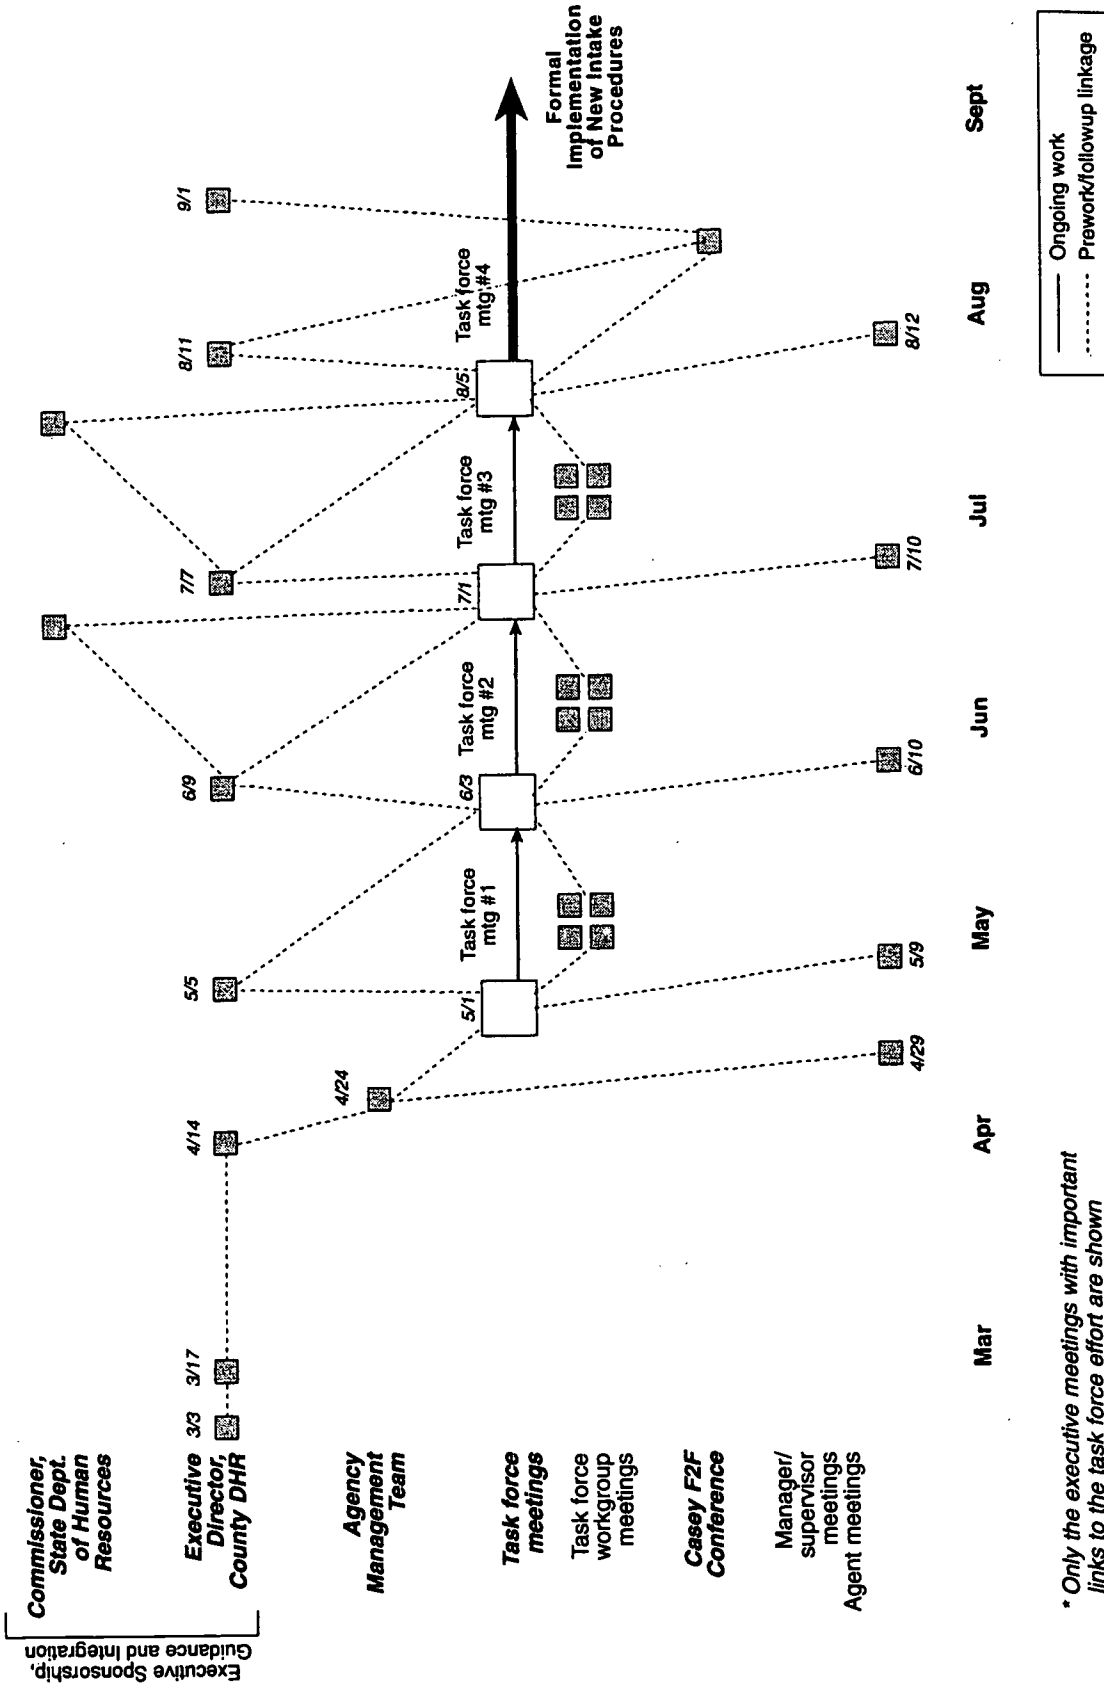 Executive Sponsorship,
Guidance and Integration
Commissioner,
State Dept.
of Human
Resources
Executive
Director,
County DHR
3/3
3/17
4/14
5/5
6/9
7/7
8/11
9/1
Agency
Management
Team
4/24
Task force
meetings
5/1
Task force
mtg #1
6/3
Task force
mtg #2
7/1
Task force
mtg #3
8/5
Task force
mtg #4
Formal
Implementation
of New Intake
Procedures
Task force
workgroup
meetings
Casey F2F
Conference
Manager/
supervisor
meetings
Agent meetings
4/29
5/9
6/10
7/10
8/12
Mar
Apr
May
Jun
Jul
Aug
Sept
* Only the executive meetings with important
links to the task force effort are shown
Ongoing work
Prework/followup linkage